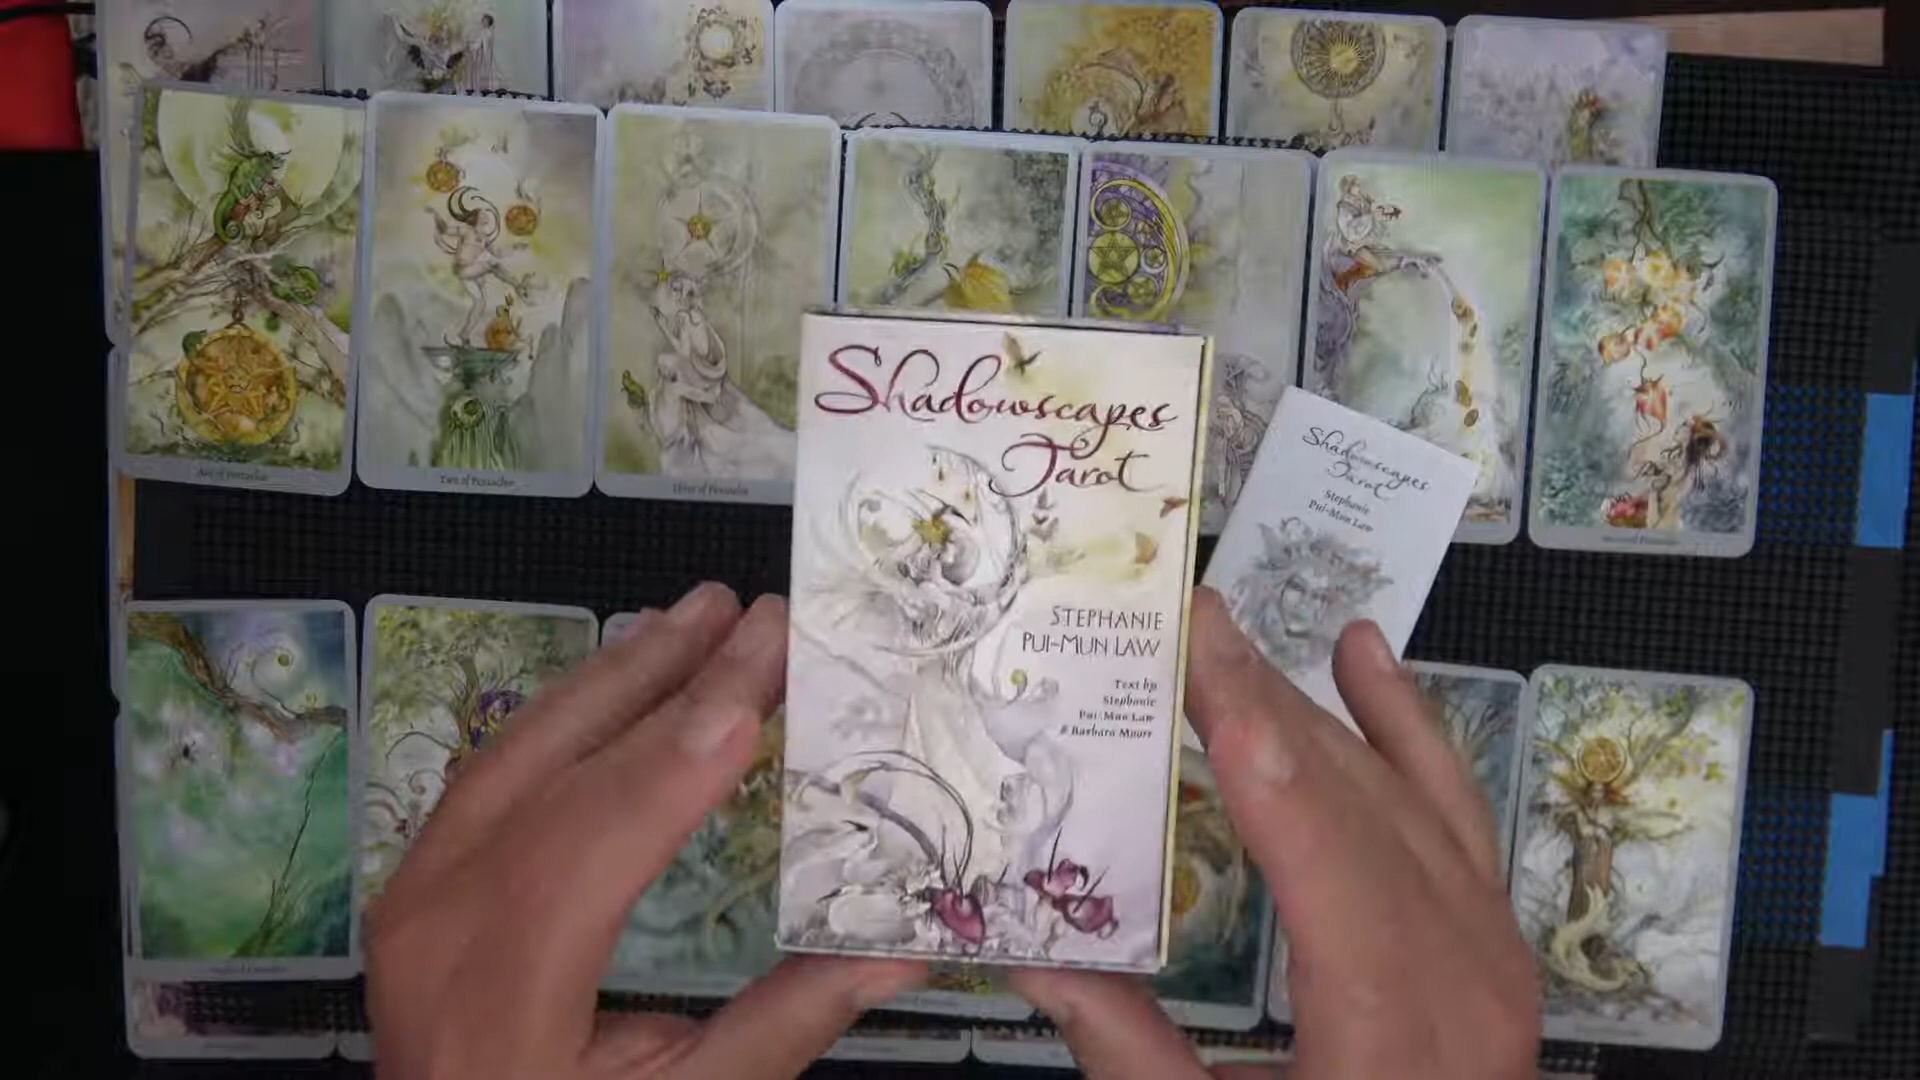 Ace of Pentacles
Two of Pentacles
Three of Pentacles
Shadowscapes
Tarot
STEPHANIE
PUI-MUN LAW
Text by
Stephanie
Pui-Mun Law
& Barbara Moore
Shadowscapes
Tarot
Stephanie
Pui-Mun Law